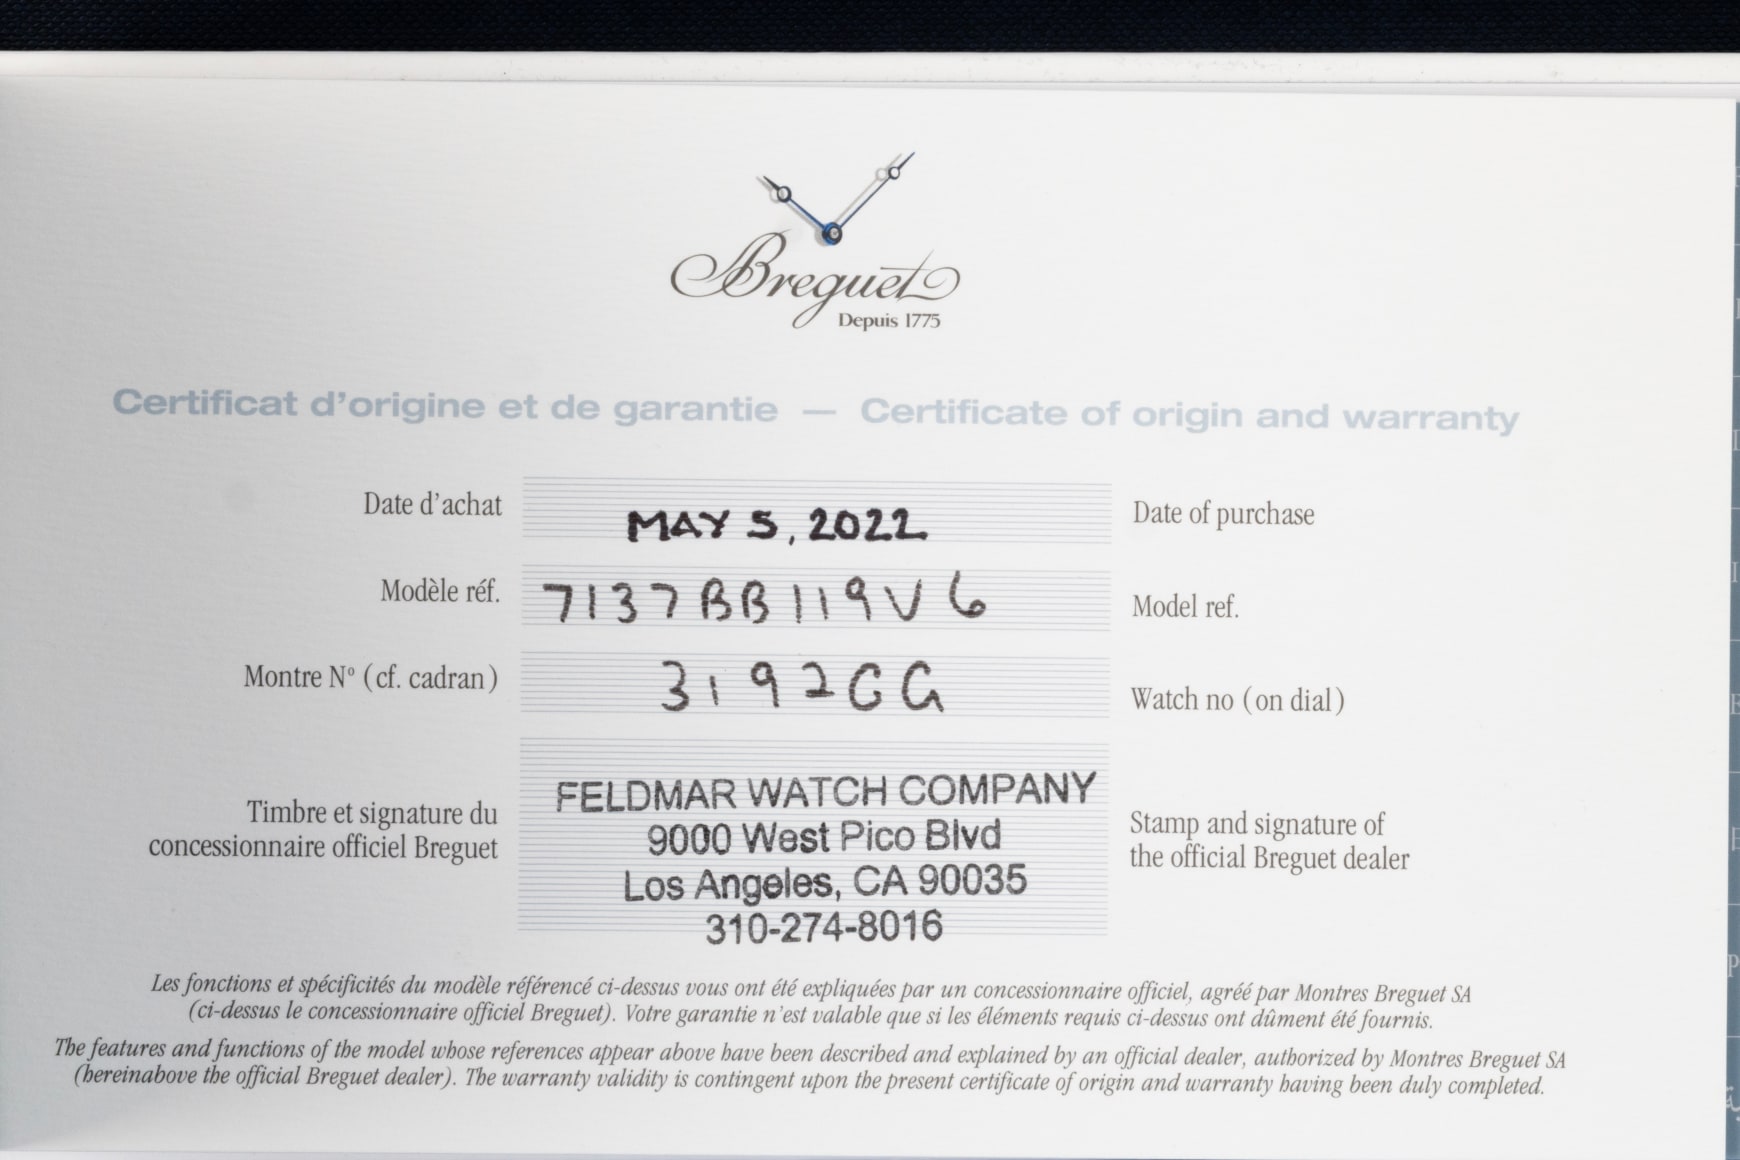 Breguet
Depuis 1775
Certificat d'origine et de garantie — Certificate of origin and warranty
Date d'achat MAY 5, 2022 Date of purchase
Modèle réf. 7137BB119V6 Model ref.
Montre Nº (cf. cadran) 3192GG Watch no (on dial)
Timbre et signature du
concessionnaire officiel Breguet
FELDMAR WATCH COMPANY
9000 West Pico Blvd
Los Angeles, CA 90035
310-274-8016
Stamp and signature of
the official Breguet dealer
Les fonctions et spécificités du modèle référencé ci-dessus vous ont été expliquées par un concessionnaire officiel, agréé par Montres Breguet SA
(ci-dessus le concessionnaire officiel Breguet). Votre garantie n'est valable que si les éléments requis ci-dessus ont dûment été fournis.
The features and functions of the model whose references appear above have been described and explained by an official dealer, authorized by Montres Breguet SA
(hereinabove the official Breguet dealer). The warranty validity is contingent upon the present certificate of origin and warranty having been duly completed.